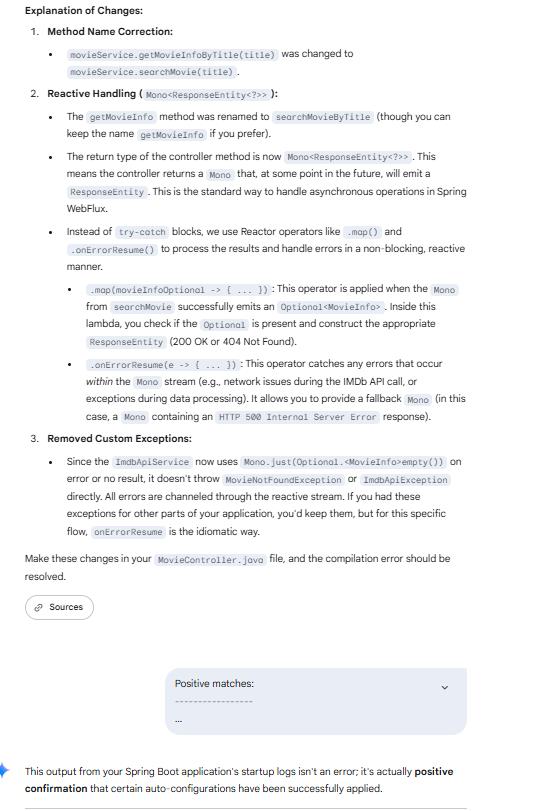 Explanation of Changes:
1. Method Name Correction:
• movieService.getMovieInfoByTitle(title) was changed to
movieService.searchMovie(title).
2. Reactive Handling ( Mono<ResponseEntity<?>> ):
• The getMovieInfo method was renamed to searchMovieByTitle (though you can
keep the name getMovieInfo if you prefer).
• The return type of the controller method is now Mono<ResponseEntity<?>>. This
means the controller returns a Mono that, at some point in the future, will emit a
ResponseEntity. This is the standard way to handle asynchronous operations in Spring
WebFlux.
• Instead of try-catch blocks, we use Reactor operators like .map() and
.onErrorResume() to process the results and handle errors in a non-blocking, reactive
manner.
• .map(movieInfoOptional -> { ... }): This operator is applied when the Mono
from searchMovie successfully emits an Optional<MovieInfo>. Inside this
lambda, you check if the Optional is present and construct the appropriate
ResponseEntity (200 OK or 404 Not Found).
• .onErrorResume(e -> { ... }): This operator catches any errors that occur
within the Mono stream (e.g., network issues during the IMDb API call, or
exceptions during data processing). It allows you to provide a fallback Mono (in this
case, a Mono containing an HTTP 500 Internal Server Error response).
3. Removed Custom Exceptions:
• Since the ImdbApiService now uses Mono.just(Optional.<MovieInfo>empty()) on
error or no result, it doesn't throw MovieNotFoundException or ImdbApiException
directly. All errors are channeled through the reactive stream. If you had these
exceptions for other parts of your application, you'd keep them, but for this specific
flow, onErrorResume is the idiomatic way.
Make these changes in your MovieController.java file, and the compilation error should be
resolved.
Sources
Positive matches:
-----------------
...
This output from your Spring Boot application's startup logs isn't an error; it's actually positive
confirmation that certain auto-configurations have been successfully applied.